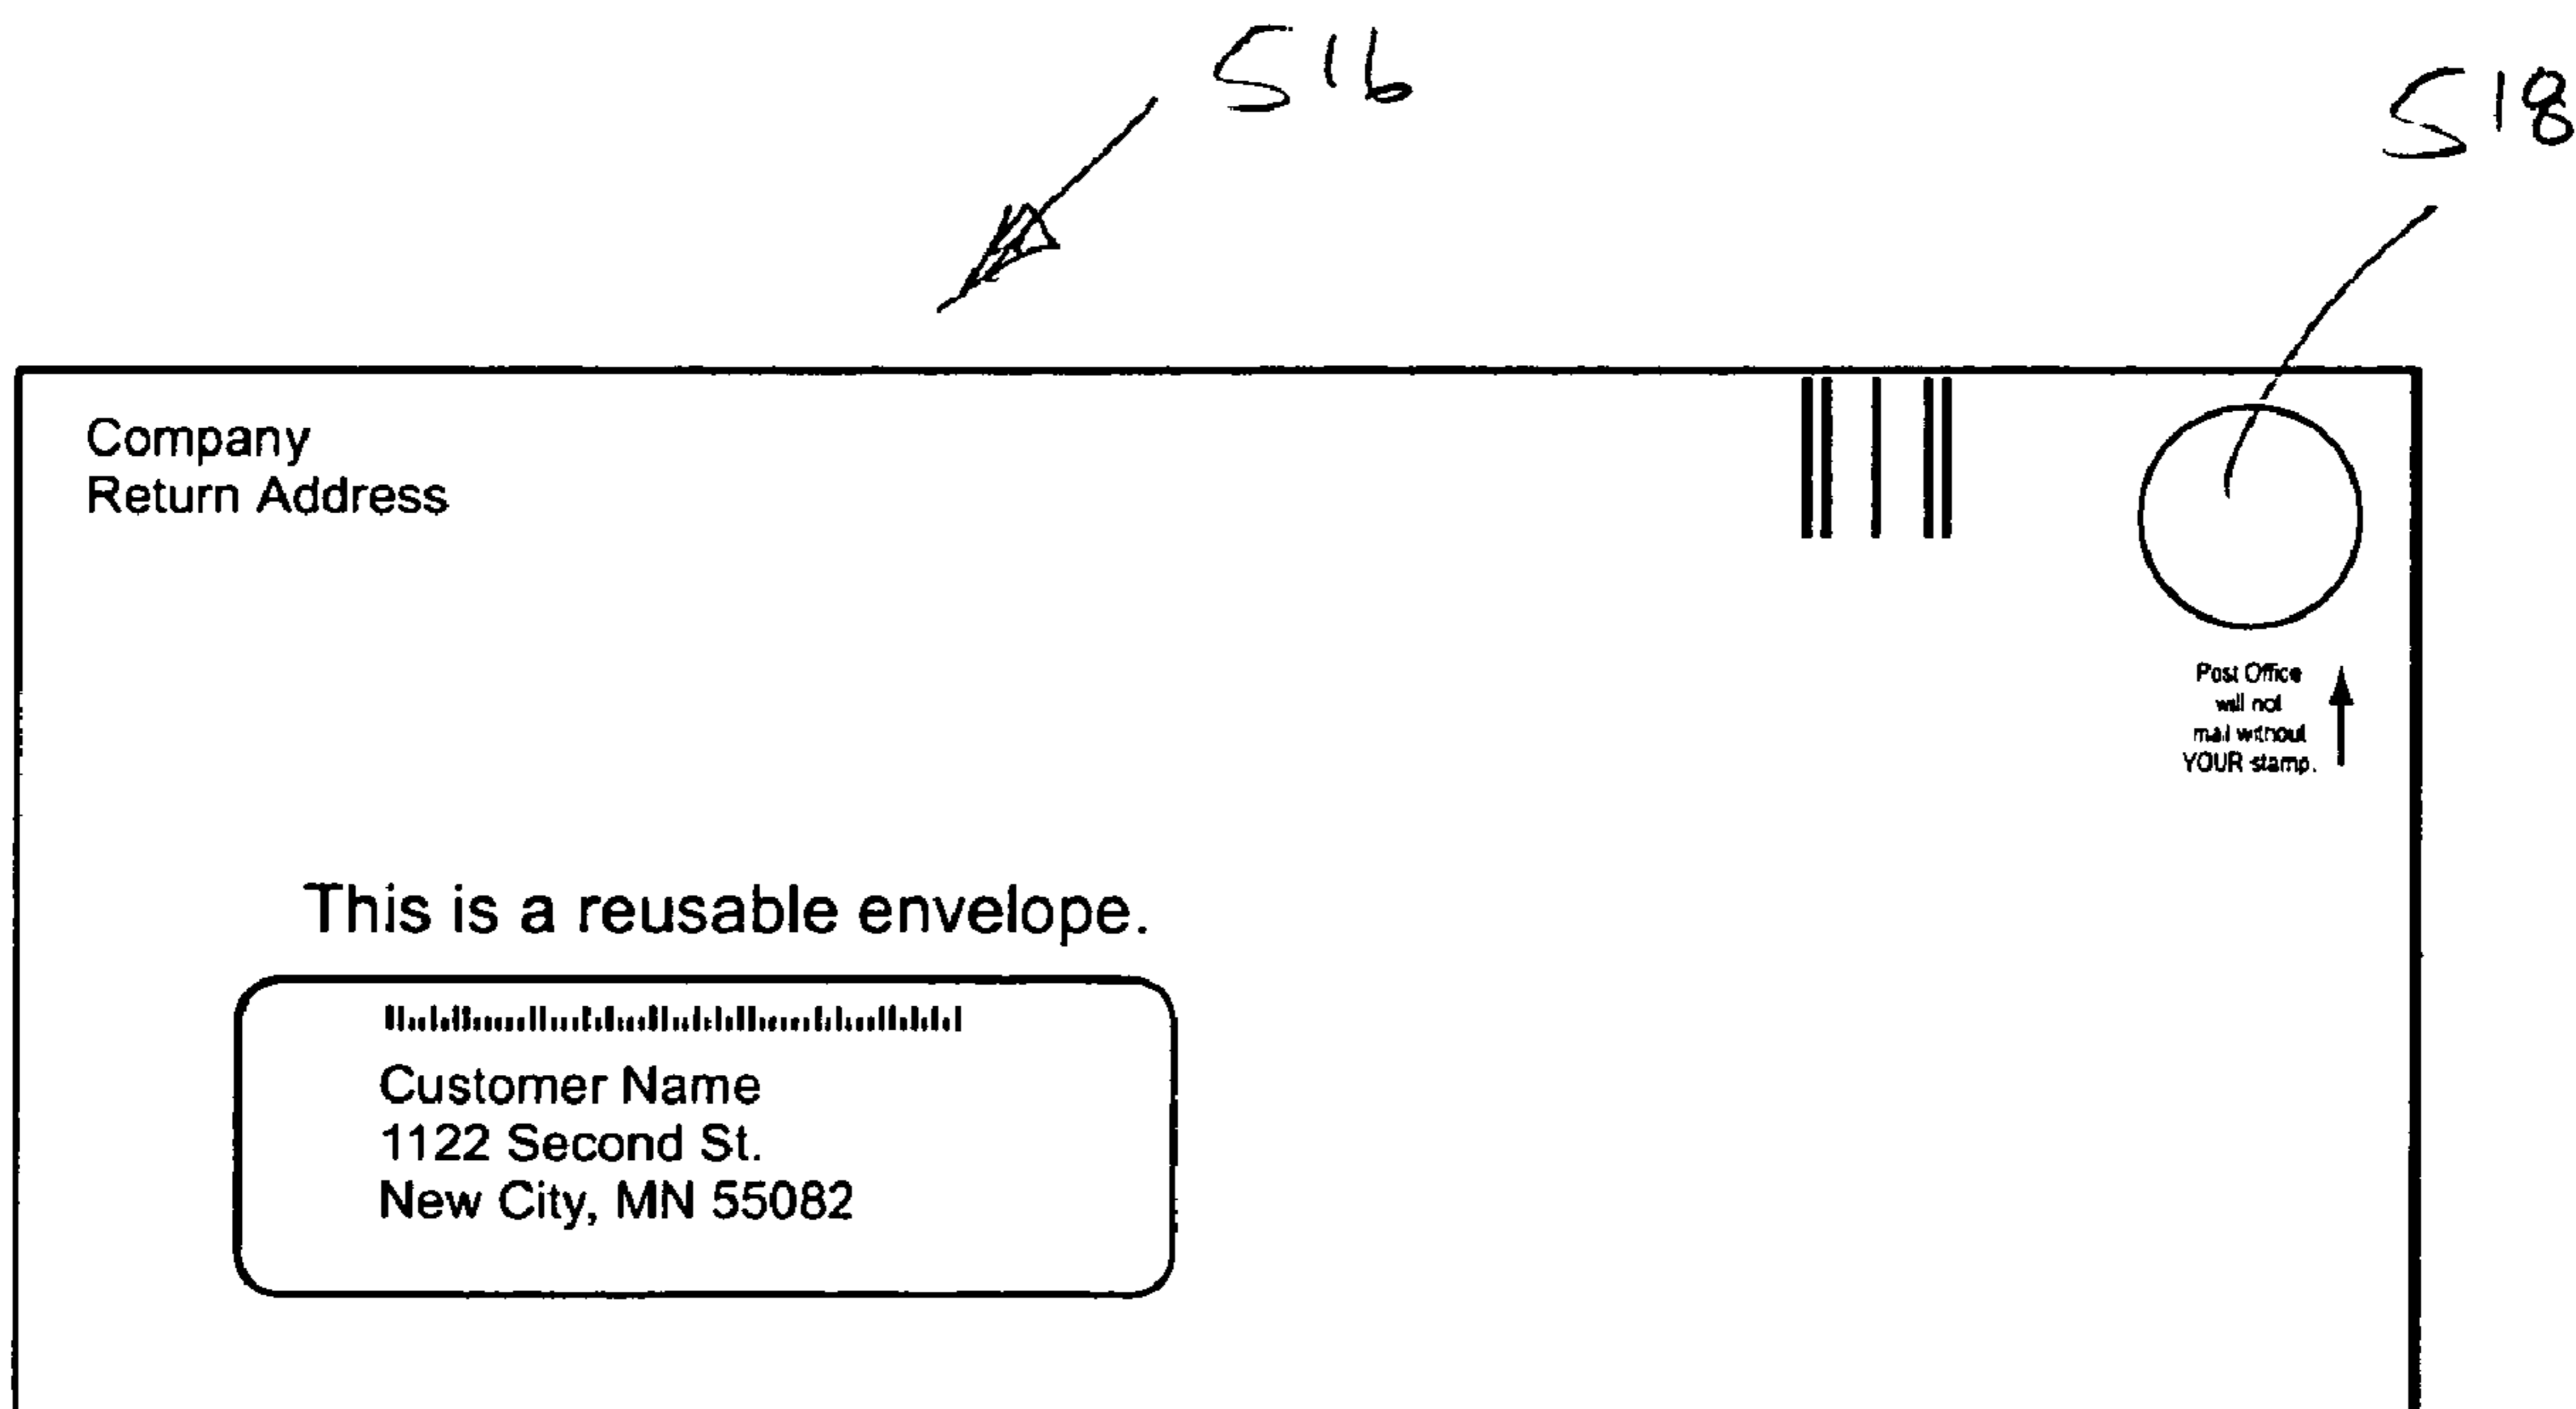 516
518
Company
Return Address
Post Office
will not
mail without
YOUR stamp.
This is a reusable envelope.
Customer Name
1122 Second St.
New City, MN 55082